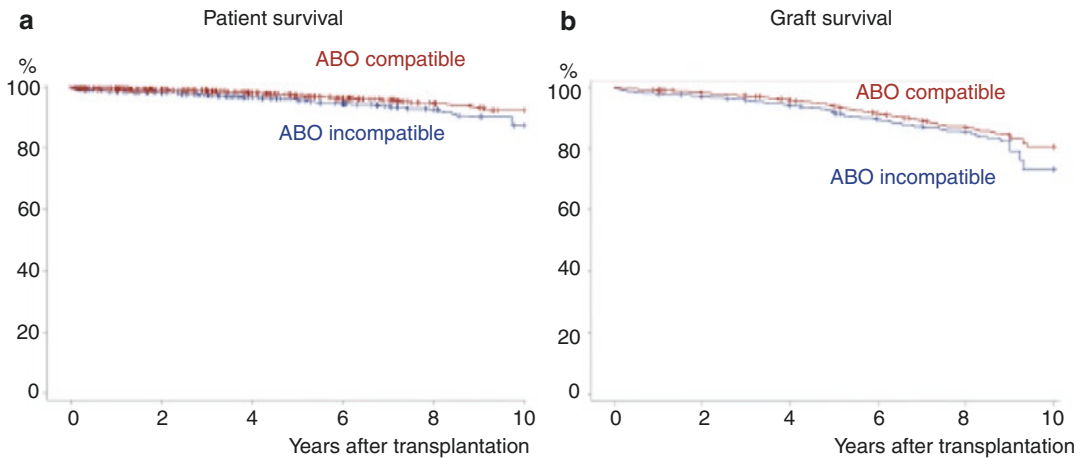 a Patient survival
%
ABO compatible
ABO incompatible
100
80
60
40
20
0
0 2 4 6 8 10
Years after transplantation
b Graft survival
%
ABO compatible
ABO incompatible
100
80
60
40
20
0
0 2 4 6 8 10
Years after transplantation